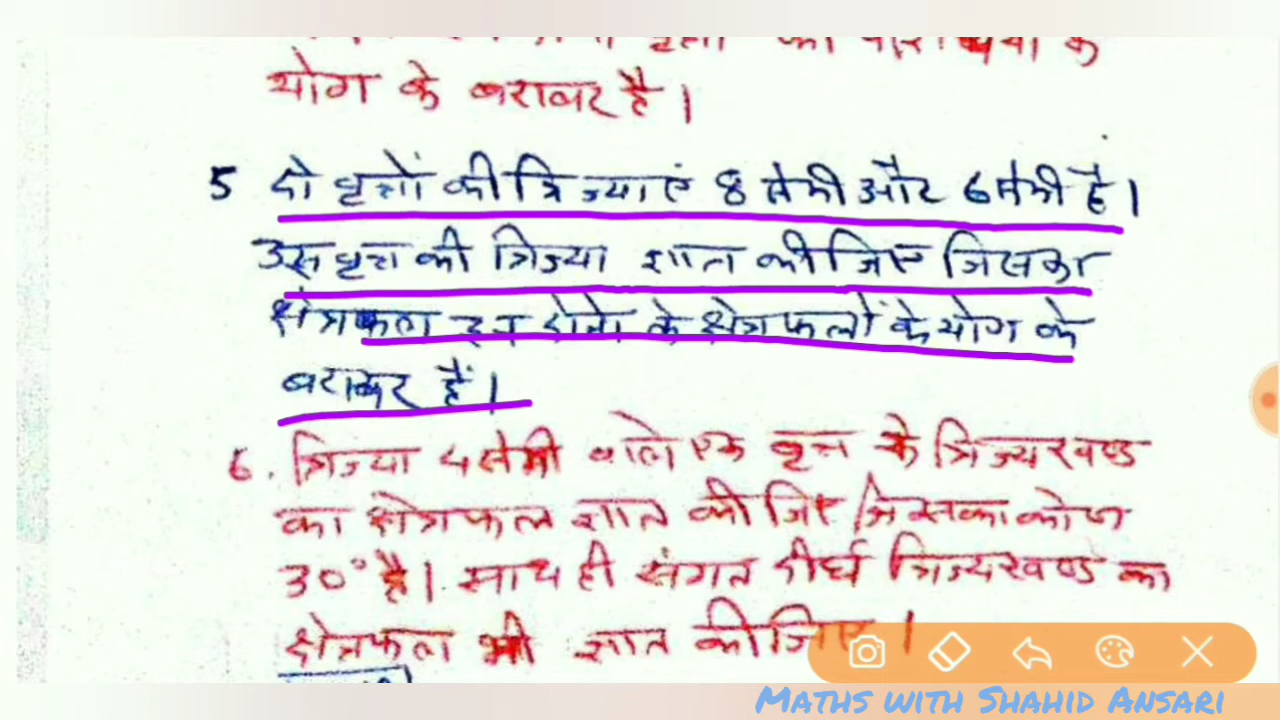 योग के बराबर है।
5 दो वृत्तों की त्रिज्याएं 8 सेमी और 6 सेमी है।
उस वृत्त की त्रिज्या ज्ञात कीजिए जिसका
क्षेत्रफल इन दोनो के क्षेत्रफलों के योग के
बराबर हैं।
6. त्रिज्या 4 सेमी वाले एक वृत्त के त्रिज्यखण्ड
का क्षेत्रफल ज्ञात कीजिए जिसका कोण
30° है। साथ ही संगत दीर्घ त्रिज्यखण्ड का
क्षेत्रफल भी ज्ञात कीजिए।
Maths with Shahid Ansari